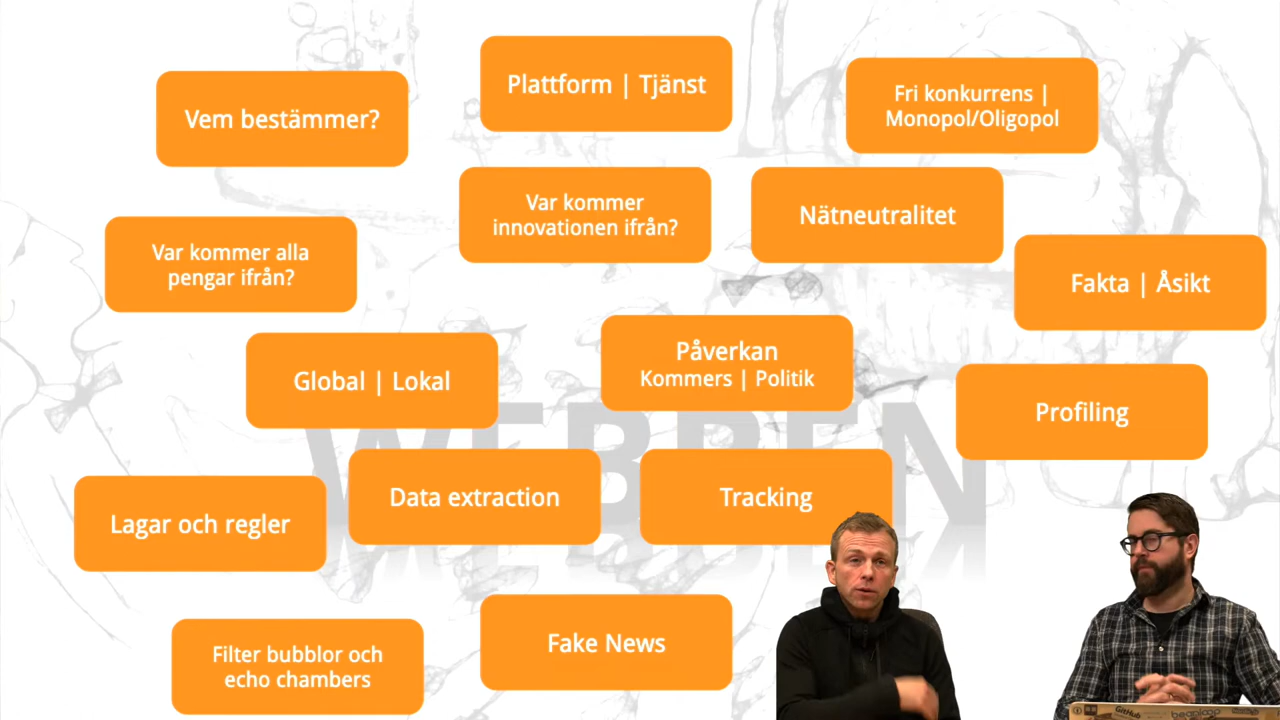 Vem bestämmer?
Plattform | Tjänst
Fri konkurrens |
Monopol/Oligopol
Var kommer
innovationen ifrån?
Nätneutralitet
Var kommer alla
pengar ifrån?
Fakta | Åsikt
Global | Lokal
Påverkan
Kommers | Politik
Profiling
WEBBEN
Data extraction
Tracking
Lagar och regler
Filter bubblor och
echo chambers
Fake News
GitHub